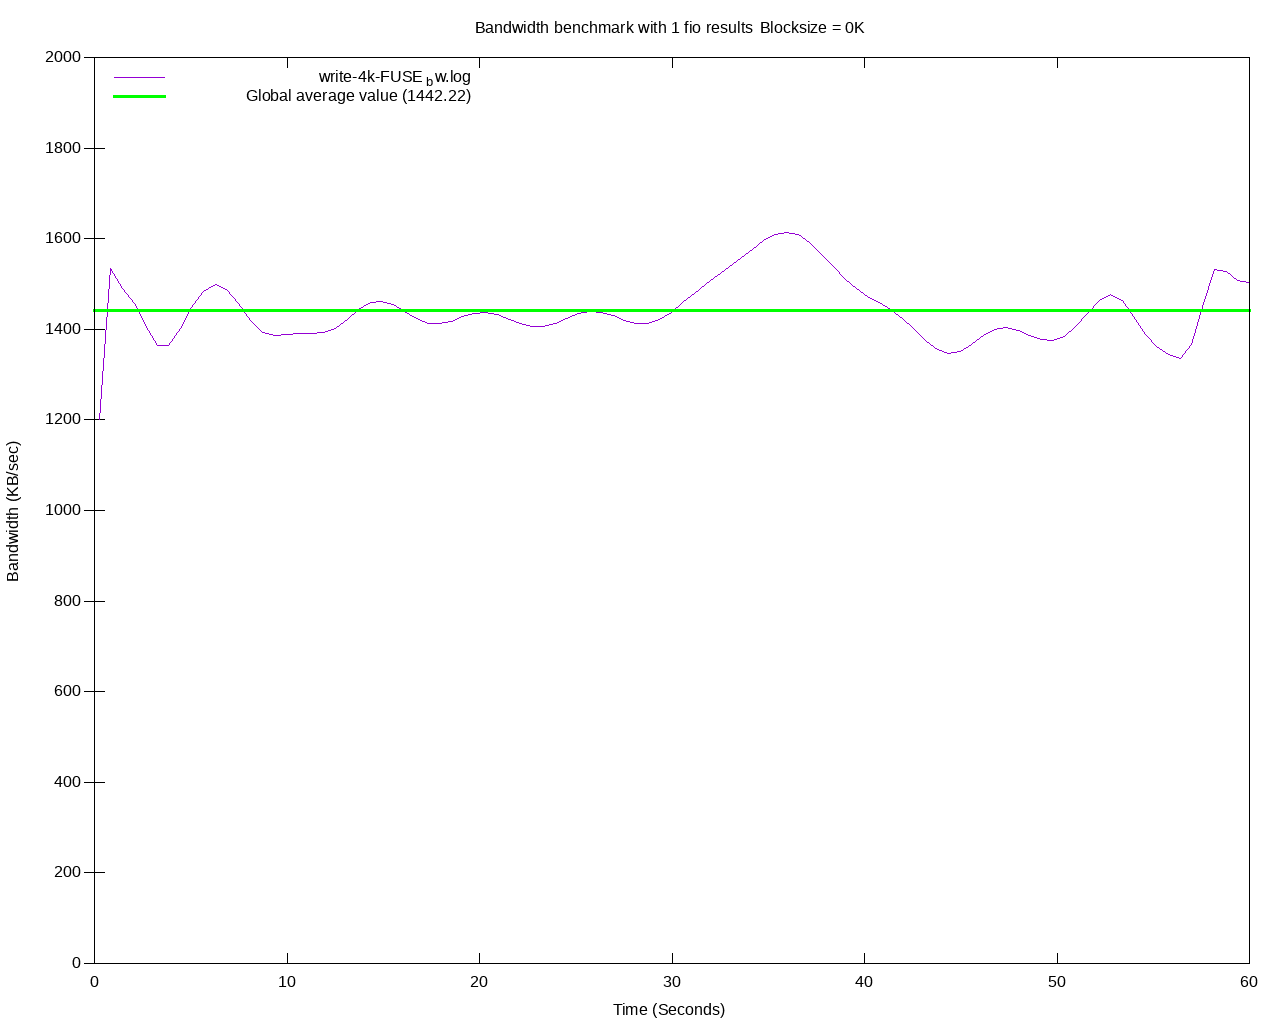 Bandwidth benchmark with 1 fio results Blocksize = 0K
write-4k-FUSE_bw.log
Global average value (1442.22)
2000
1800
1600
1400
1200
1000
800
600
400
200
0
Bandwidth (KB/sec)
0 10 20 30 40 50 60
Time (Seconds)